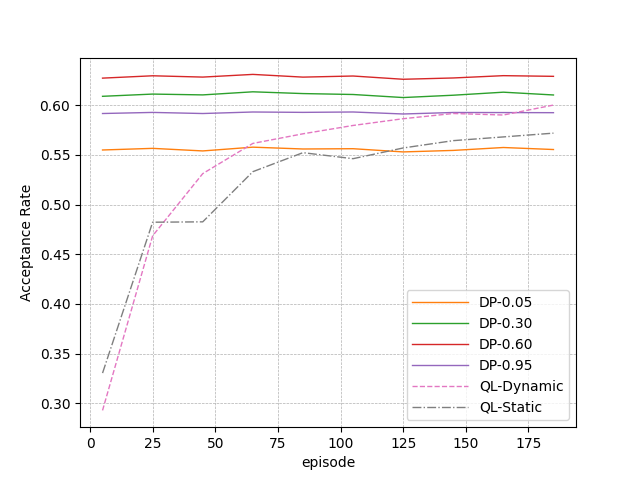 0.60
0.55
0.50
0.45
0.40
0.35
0.30
Acceptance Rate
DP-0.05
DP-0.30
DP-0.60
DP-0.95
QL-Dynamic
QL-Static
0 25 50 75 100 125 150 175
episode